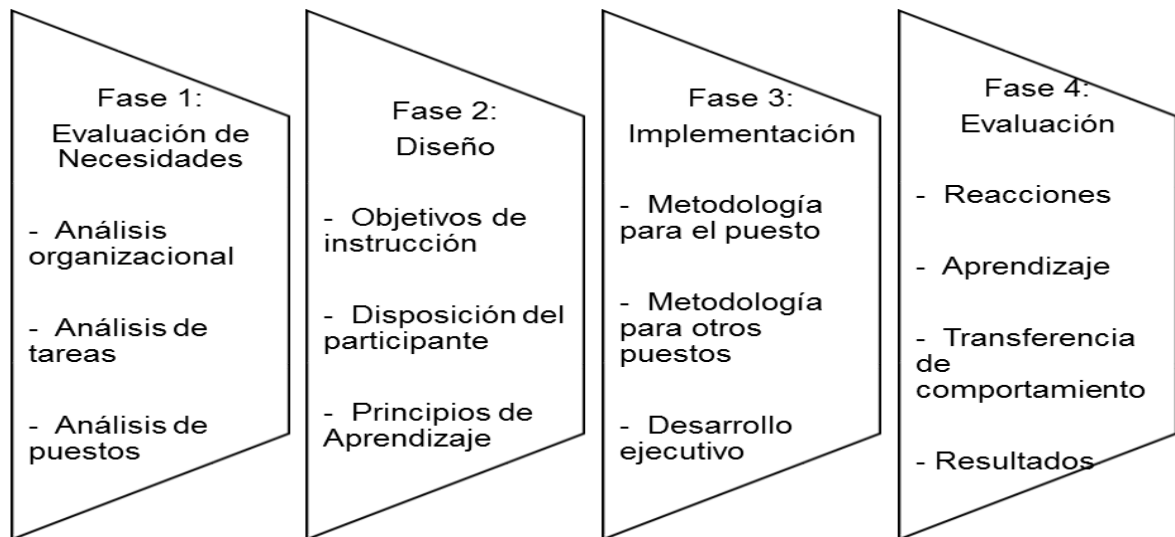 Fase 1:
Evaluación de
Necesidades
- Análisis
organizacional
- Análisis de
tareas
- Análisis de
puestos
Fase 2:
Diseño
- Objetivos de
instrucción
- Disposición del
participante
- Principios de
Aprendizaje
Fase 3:
Implementación
- Metodología
para el puesto
- Metodología
para otros
puestos
- Desarrollo
ejecutivo
Fase 4:
Evaluación
- Reacciones
- Aprendizaje
- Transferencia
de
comportamiento
- Resultados